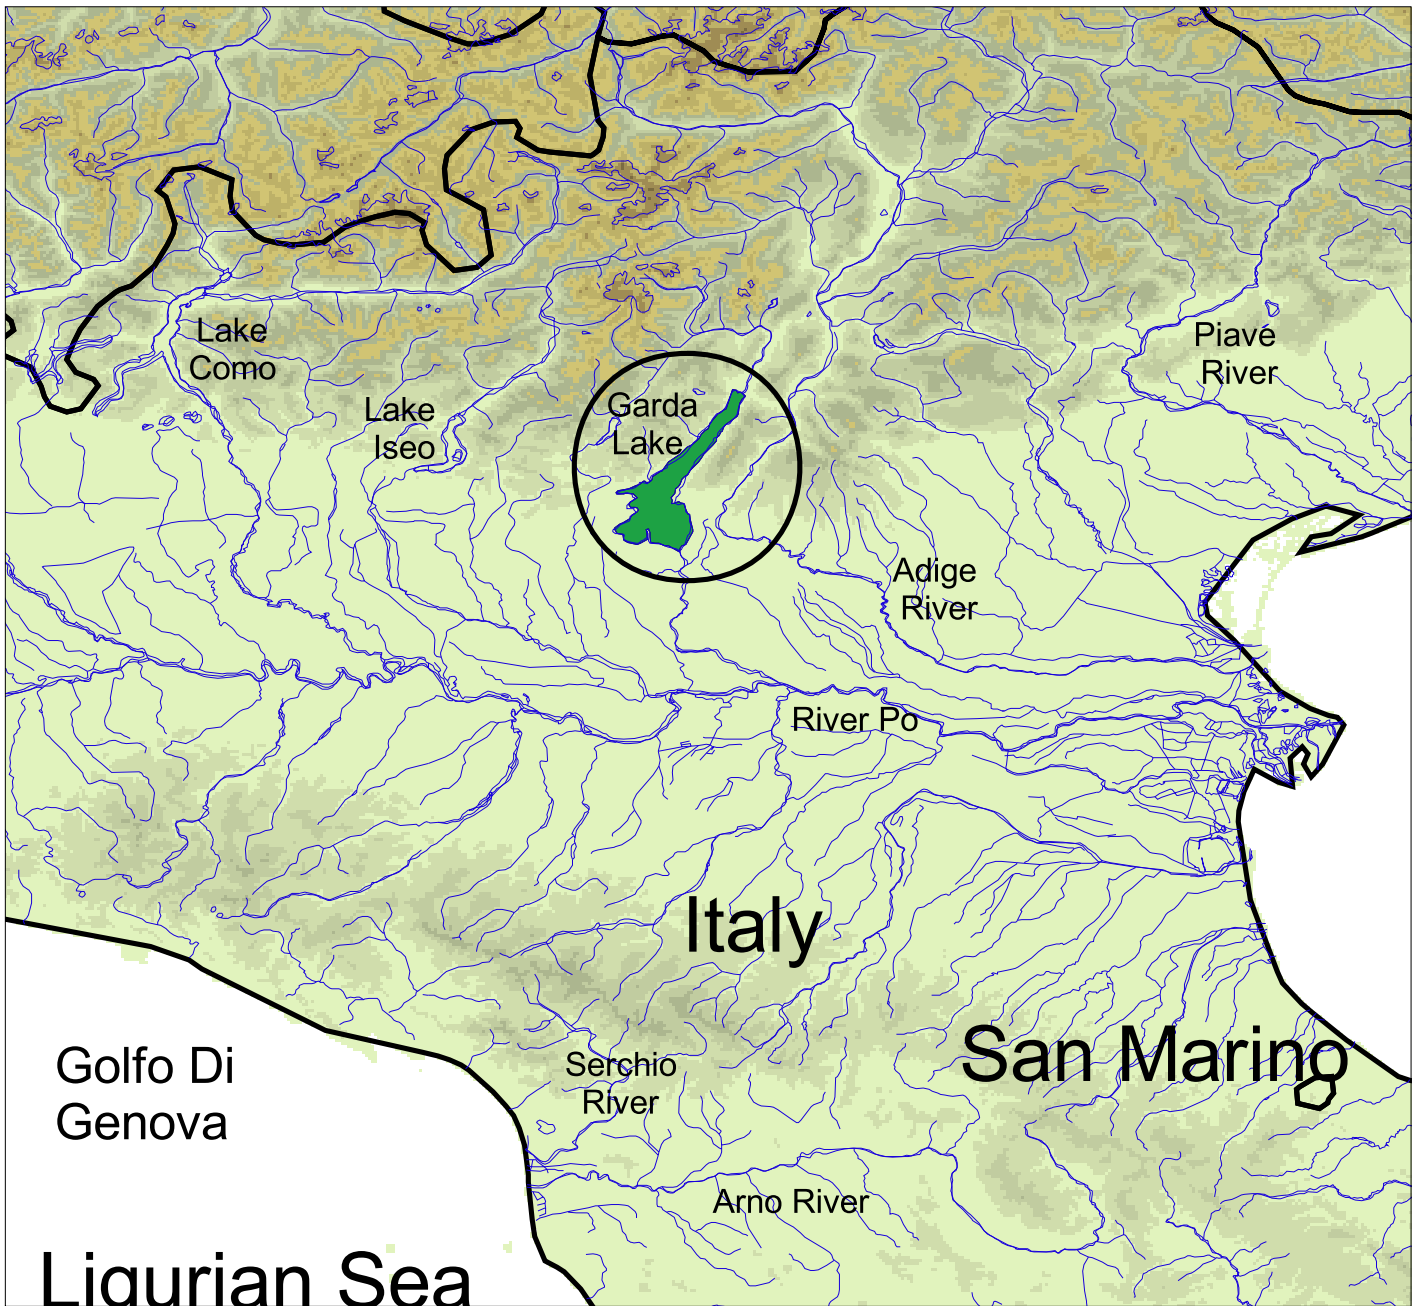 Lake
Como
Lake
Iseo
Garda
Lake
Piave
River
Adige
River
River Po
Italy
San Marino
Golfo Di
Genova
Serchio
River
Arno River
Ligurian Sea